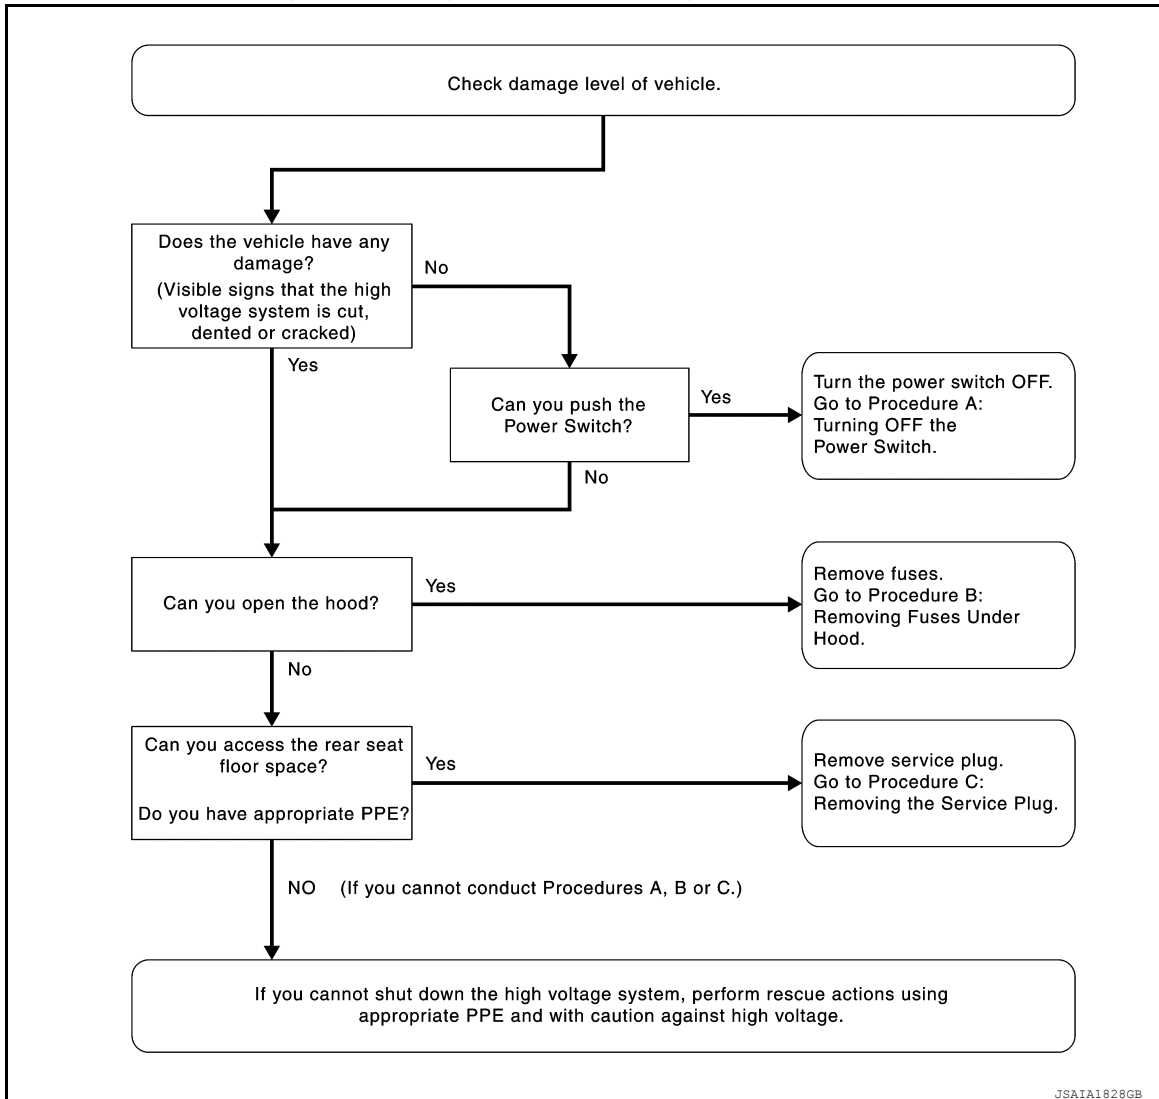 Check damage level of vehicle.
Does the vehicle have any
damage?
(Visible signs that the high
voltage system is cut,
dented or cracked)
No
Yes
Can you push the
Power Switch?
Yes
Turn the power switch OFF.
Go to Procedure A:
Turning OFF the
Power Switch.
No
Can you open the hood?
Yes
Remove fuses.
Go to Procedure B:
Removing Fuses Under
Hood.
No
Can you access the rear seat
floor space?
Do you have appropriate PPE?
Yes
Remove service plug.
Go to Procedure C:
Removing the Service Plug.
NO (If you cannot conduct Procedures A, B or C.)
If you cannot shut down the high voltage system, perform rescue actions using
appropriate PPE and with caution against high voltage.
JSAIA1828GB